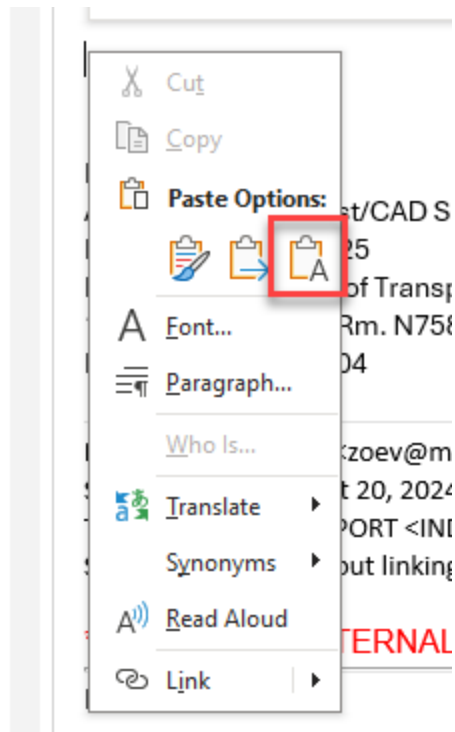 Cut
Copy
Paste Options:
st/CAD S
25
of Transp
Font...
Rm. N758
04
Paragraph...
Who Is...
<zoev@m
t 20, 2024
Translate
PORT <IND
Synonyms
out linking
Read Aloud
TERNAL
Link